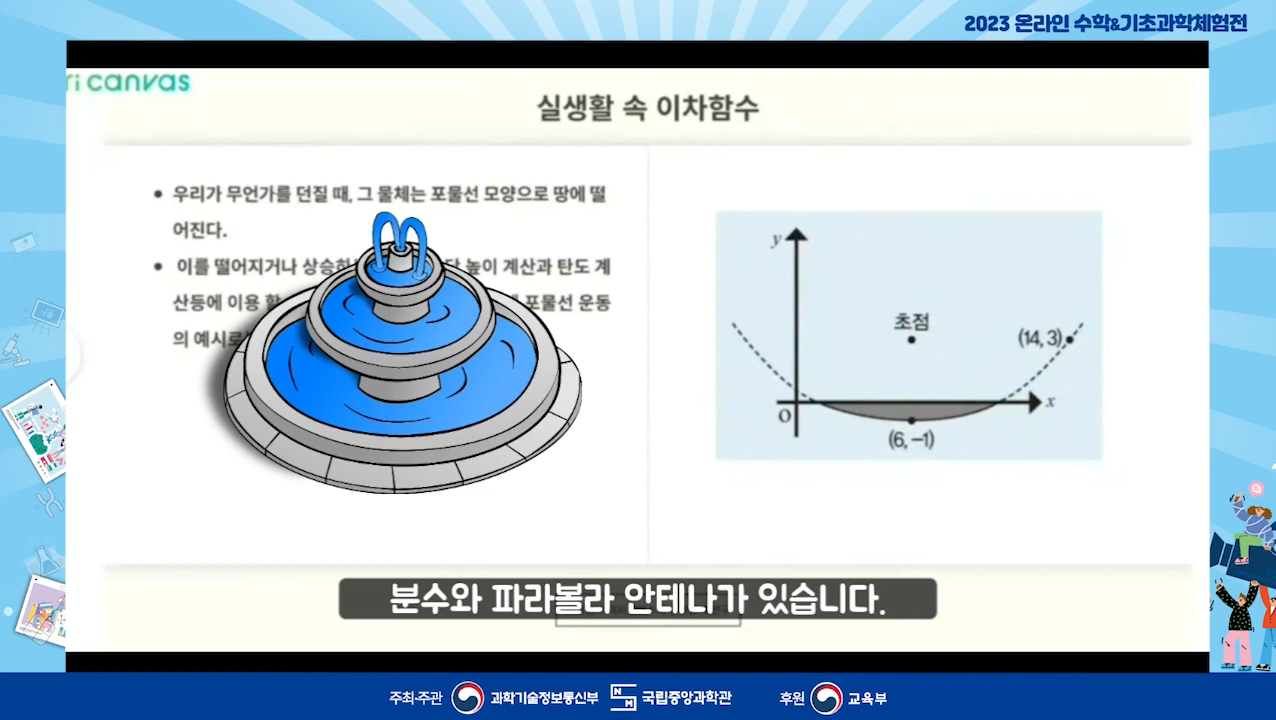 2023 온라인 수학&기초과학체험전
ri canvas
실생활 속 이차함수
• 우리가 무언가를 던질 때, 그 물체는 포물선 모양으로 땅에 떨
어진다.
• 이를 떨어지거나 상승하 높이 계산과 탄도 계
산등에 이용 포물선 운동
의 예시로
y
초점
(14, 3)
O
x
(6, −1)
분수와 파라볼라 안테나가 있습니다.
주최·주관 과학기술정보통신부 NSM 국립중앙과학관 후원 교육부